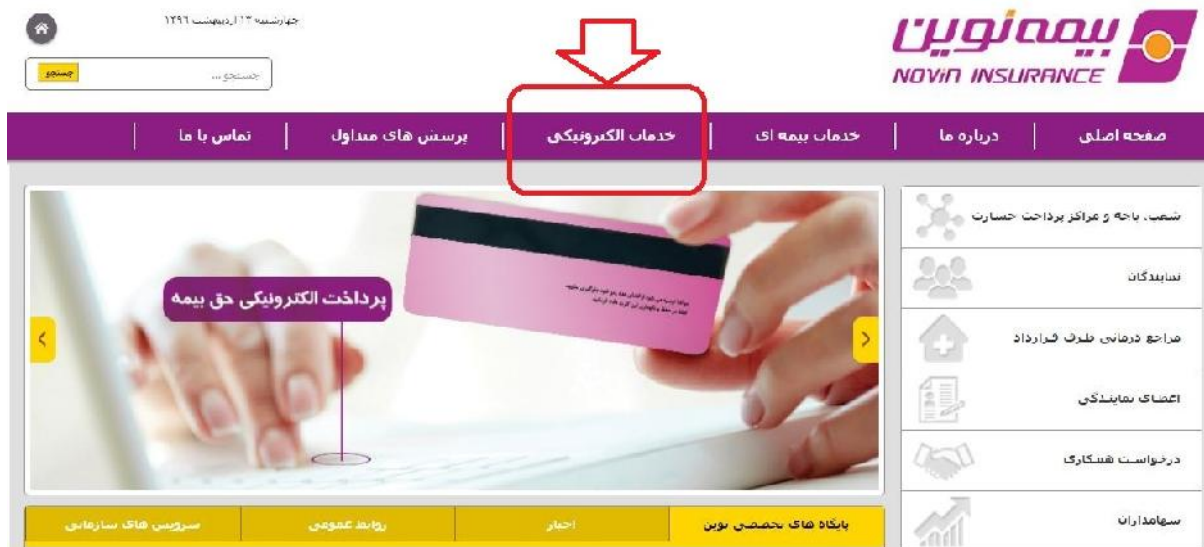 چهارشنبه ۱۳ اردیبهشت ۱۳۹۶
جستجو ...
جستجو
بیمه نوین
NOVIN INSURANCE
صفحه اصلی
درباره ما
خدمات بیمه ای
خدمات الکترونیکی
پرسش های متداول
تماس با ما
پرداخت الکترونیکی حق بیمه
شعب، باجه و مراکز پرداخت خسارت
نمایندگان
مراجع درمانی طرف قرارداد
اعطای نمایندگی
درخواست همکاری
سهامداران
پایگاه های تخصصی نوین
اخبار
روابط عمومی
سرویس های سازمانی